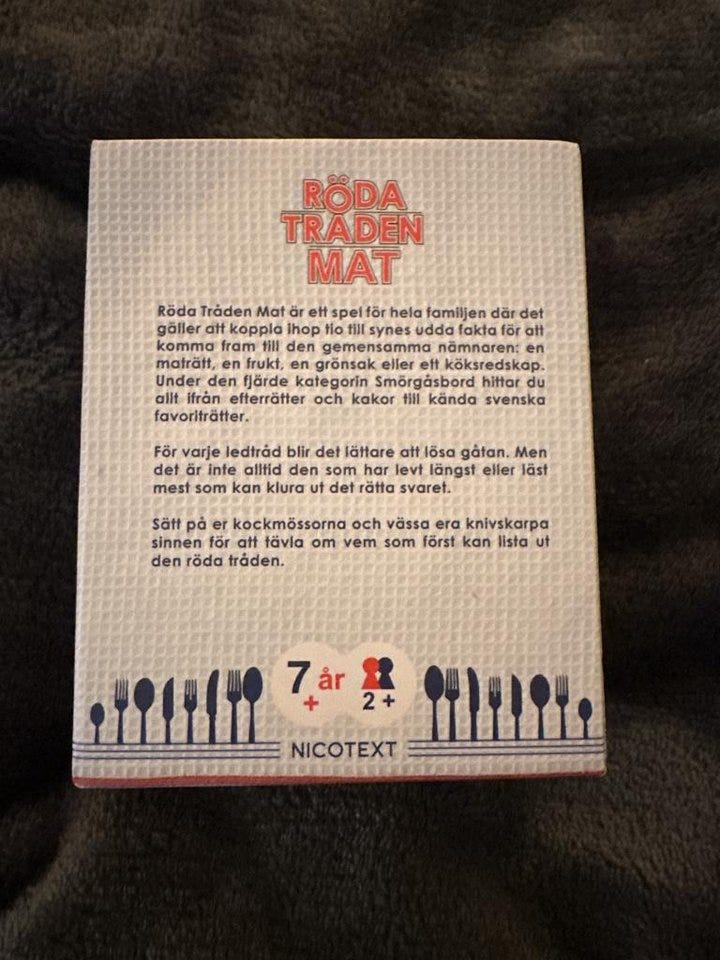 RÖDA
TRÅDEN
MAT
Röda Tråden Mat är ett spel för hela familjen där det
gäller att koppla ihop tio till synes udda fakta för att
komma fram till den gemensamma nämnaren: en
maträtt, en frukt, en grönsak eller ett köksredskap.
Under den fjärde kategorin Smörgåsbord hittar du
allt ifrån efterrätter och kakor till kända svenska
favoriträtter.
För varje ledtråd blir det lättare att lösa gåtan. Men
det är inte alltid den som har levt längst eller läst
mest som kan klura ut det rätta svaret.
Sätt på er kockmössorna och vässa era knivskarpa
sinnen för att tävla om vem som först kan lista ut
den röda tråden.
7+ år
2+
NICOTEXT